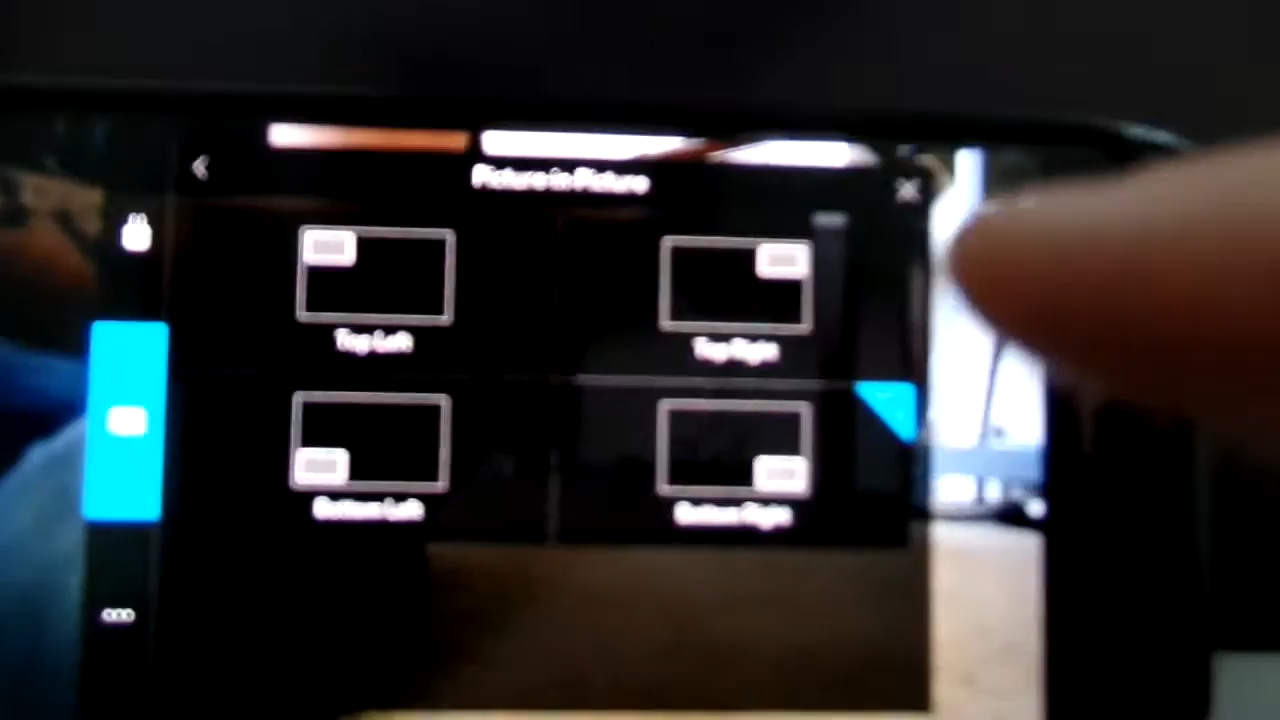 Picture in Picture
Top Left
Top Right
Bottom Left
Bottom Right